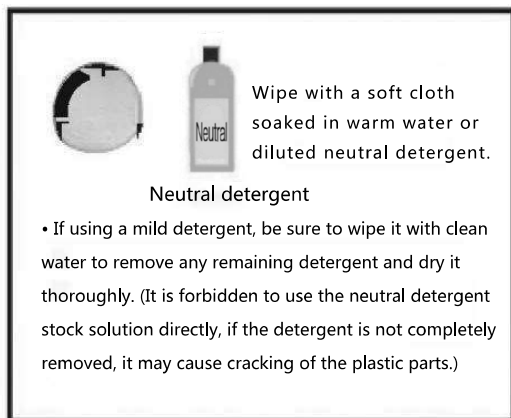 Wipe with a soft cloth
soaked in warm water or
diluted neutral detergent.
Neutral
Neutral detergent
• If using a mild detergent, be sure to wipe it with clean
water to remove any remaining detergent and dry it
thoroughly. (It is forbidden to use the neutral detergent
stock solution directly, if the detergent is not completely
removed, it may cause cracking of the plastic parts.)